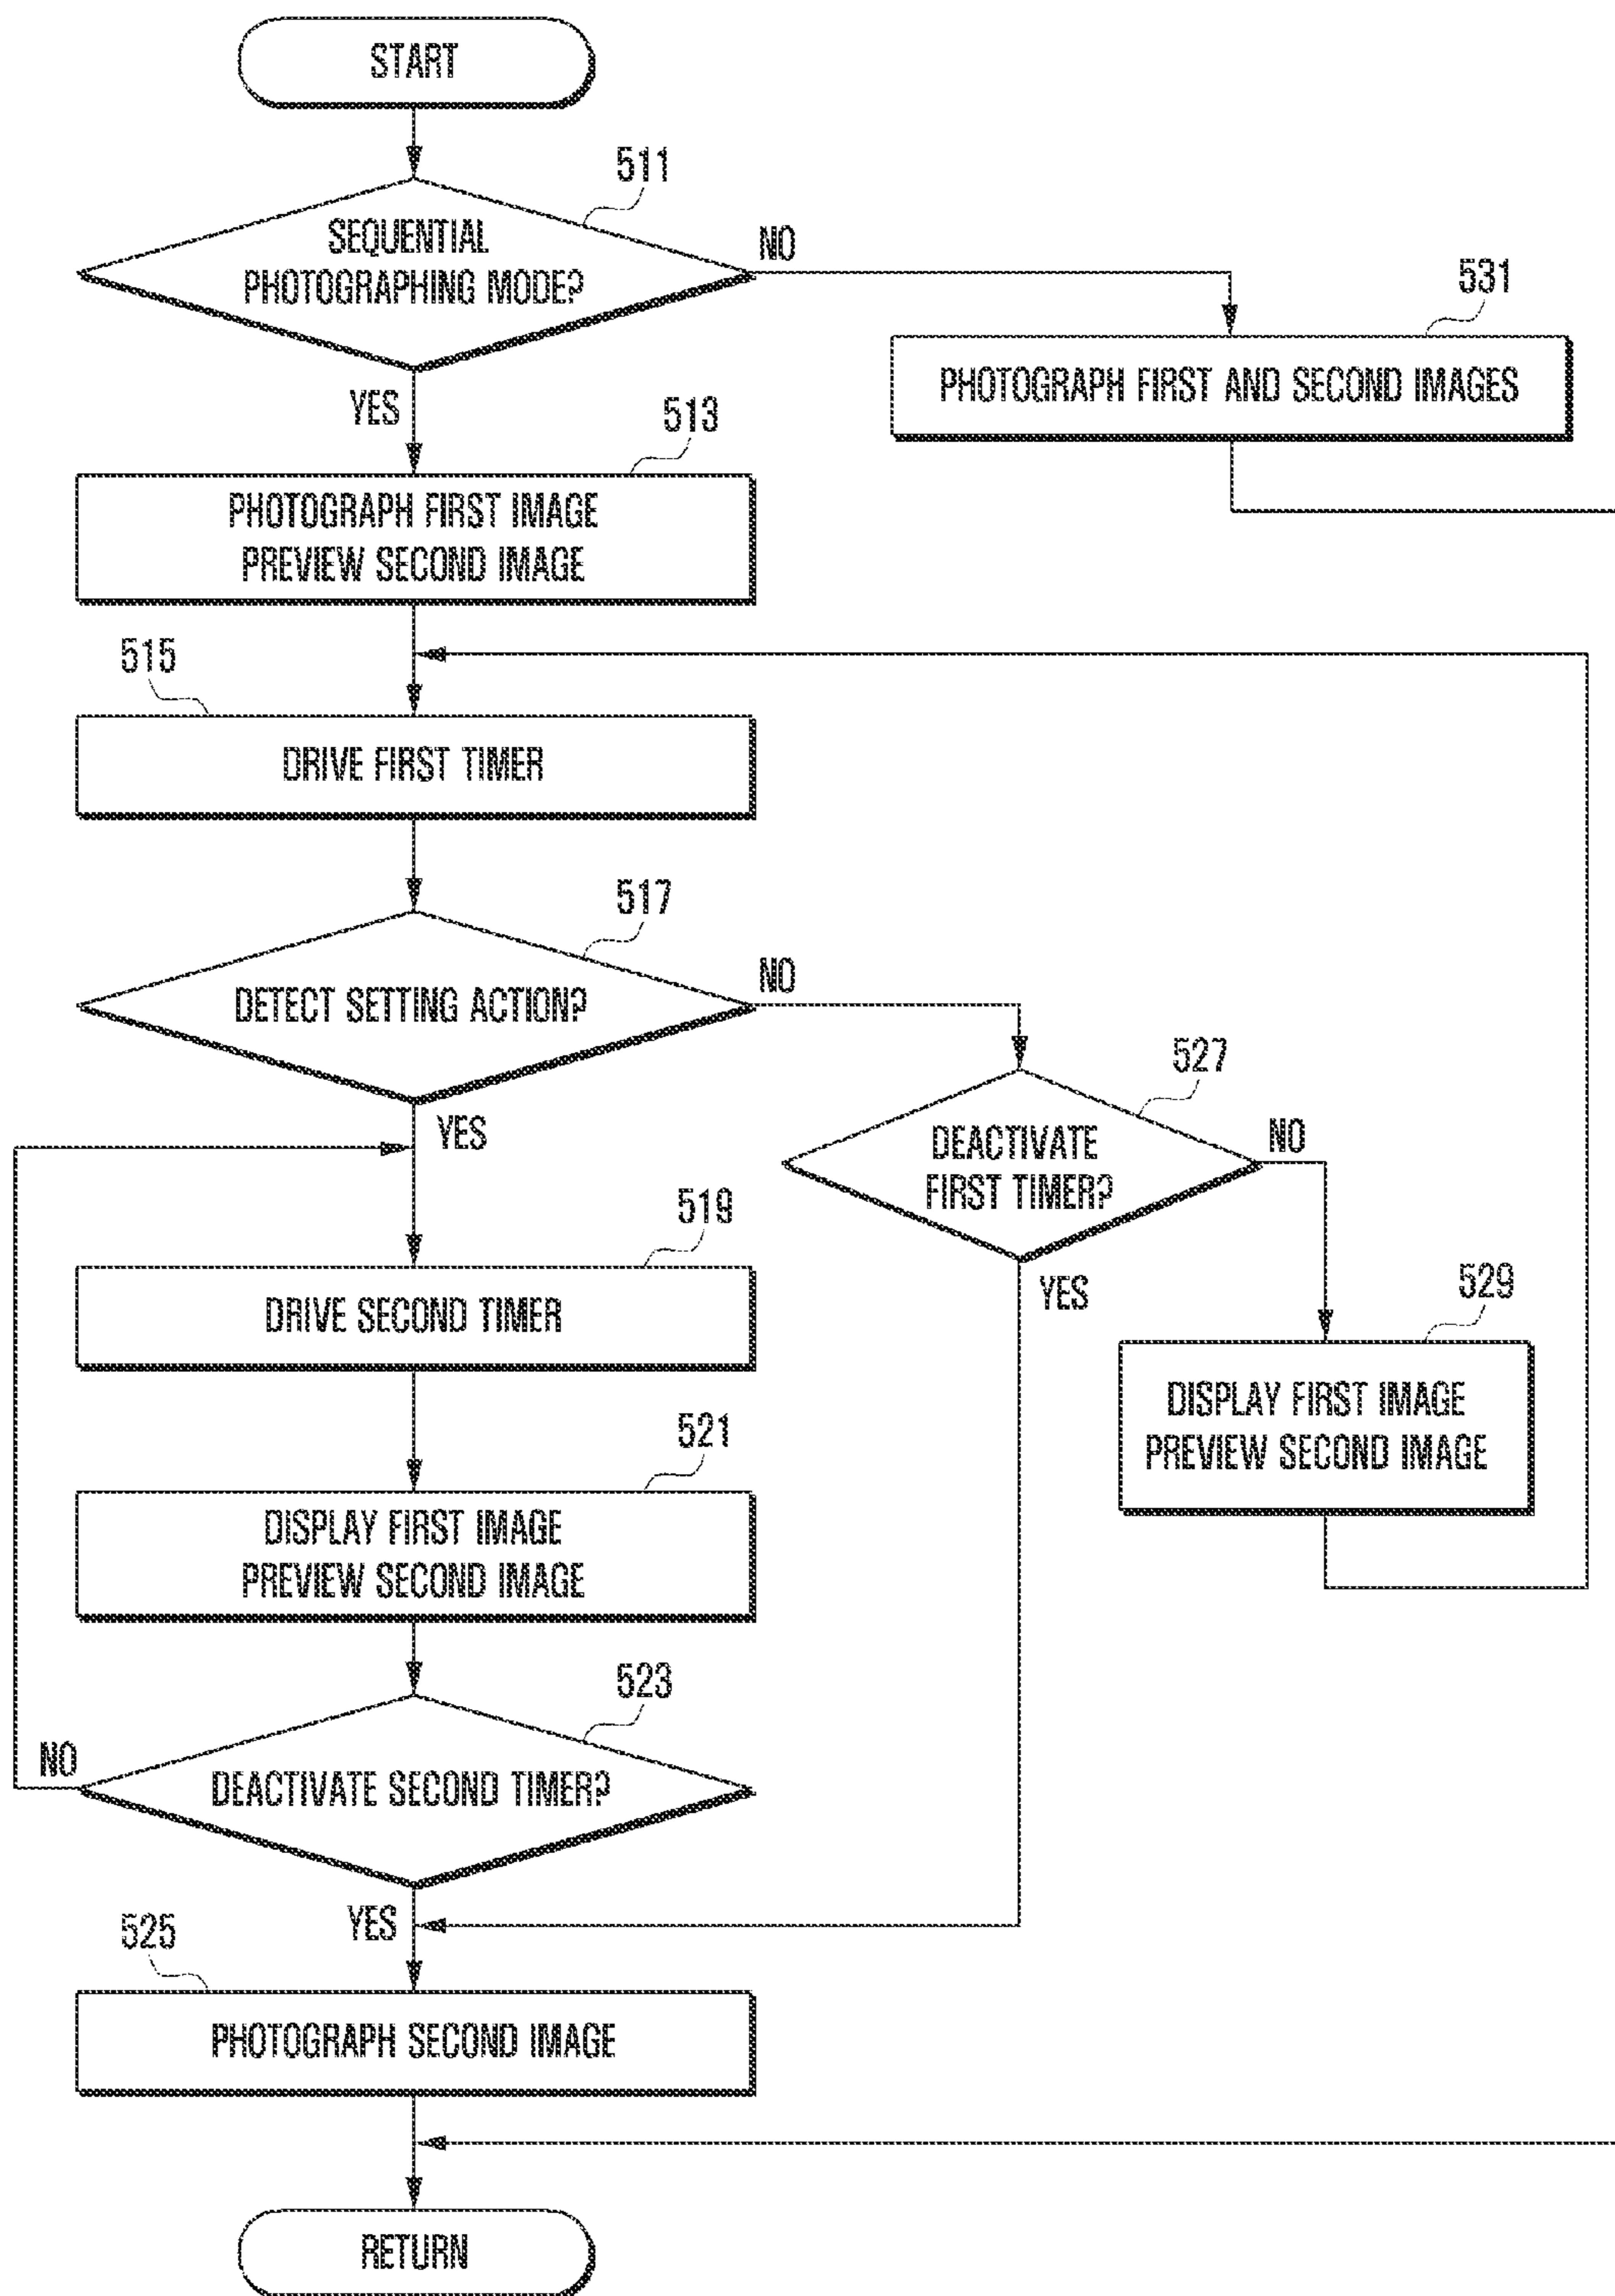 START
511
SEQUENTIAL
PHOTOGRAPHING MODE?
NO
531
PHOTOGRAPH FIRST AND SECOND IMAGES
YES
513
PHOTOGRAPH FIRST IMAGE
PREVIEW SECOND IMAGE
515
DRIVE FIRST TIMER
517
DETECT SETTING ACTION?
NO
527
DEACTIVATE
FIRST TIMER?
NO
YES
519
DRIVE SECOND TIMER
YES
529
DISPLAY FIRST IMAGE
PREVIEW SECOND IMAGE
521
DISPLAY FIRST IMAGE
PREVIEW SECOND IMAGE
523
DEACTIVATE SECOND TIMER?
NO
YES
525
PHOTOGRAPH SECOND IMAGE
RETURN